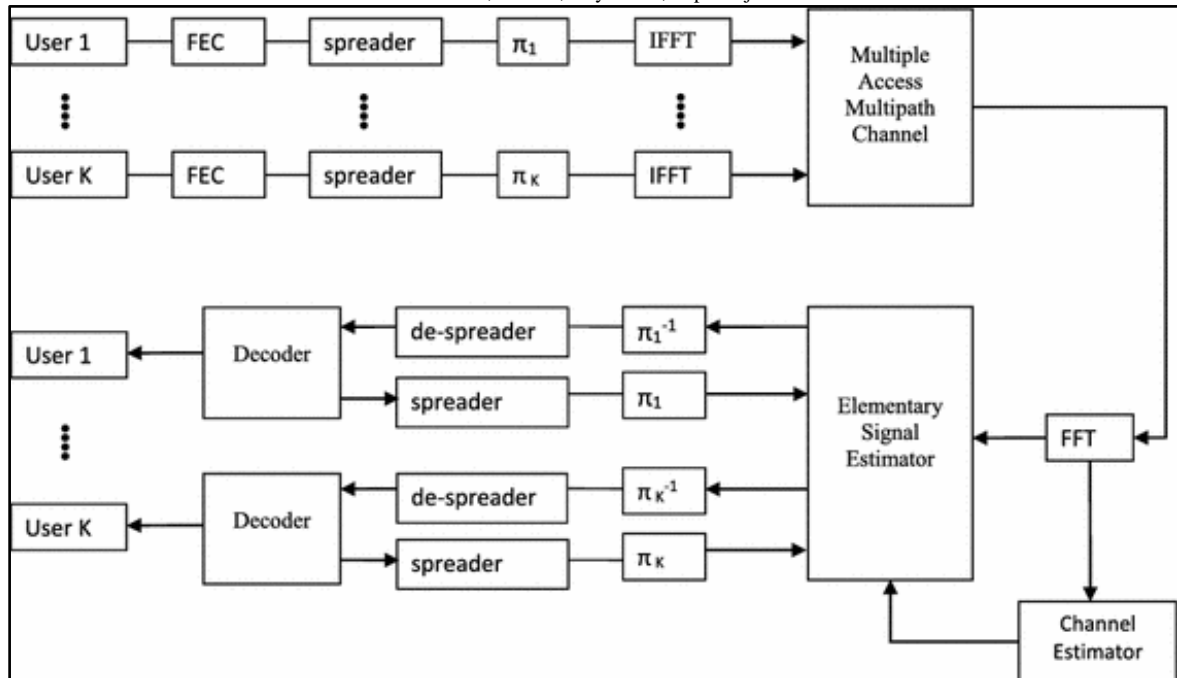 User 1 FEC spreader π1 IFFT
Multiple
Access
Multipath
Channel
User K FEC spreader πK IFFT
de-spreader π1⁻¹
User 1
Decoder
spreader π1
Elementary
Signal
Estimator
FFT
de-spreader πK⁻¹
User K
Decoder
spreader πK
Channel
Estimator